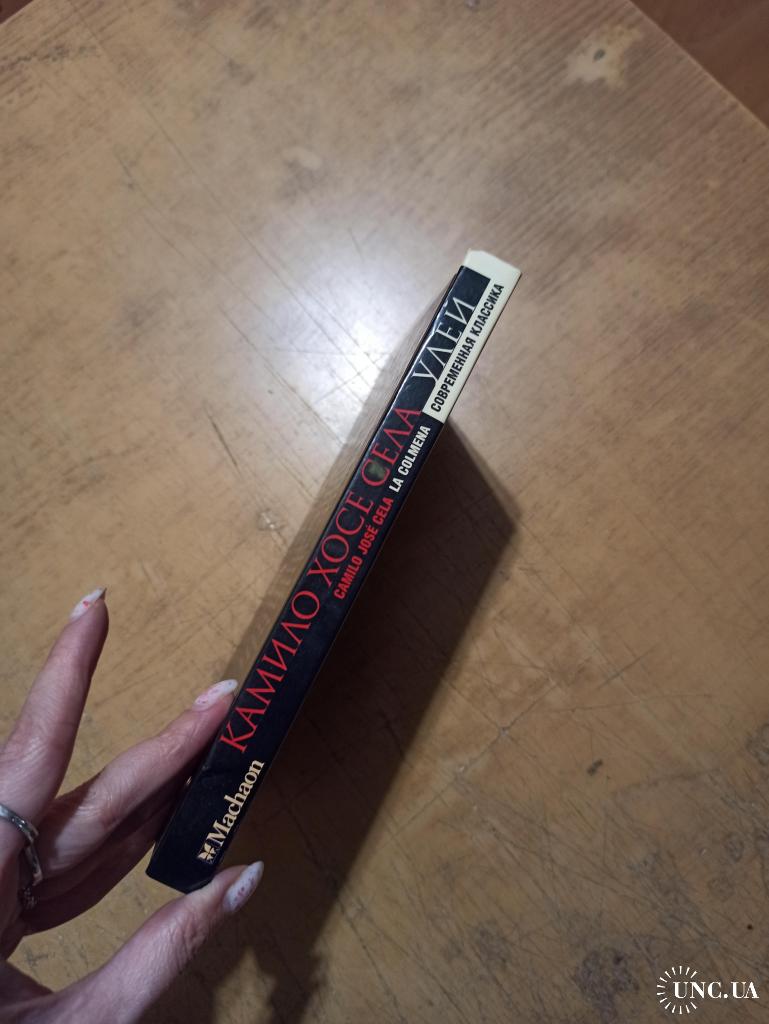 Machaon
КАМИЛО ХОСЕ СЕЛА УЛЕЙ
CAMILO JOSÉ CELA LA COLMENA СОВРЕМЕННАЯ КЛАССИКА
UNC.UA